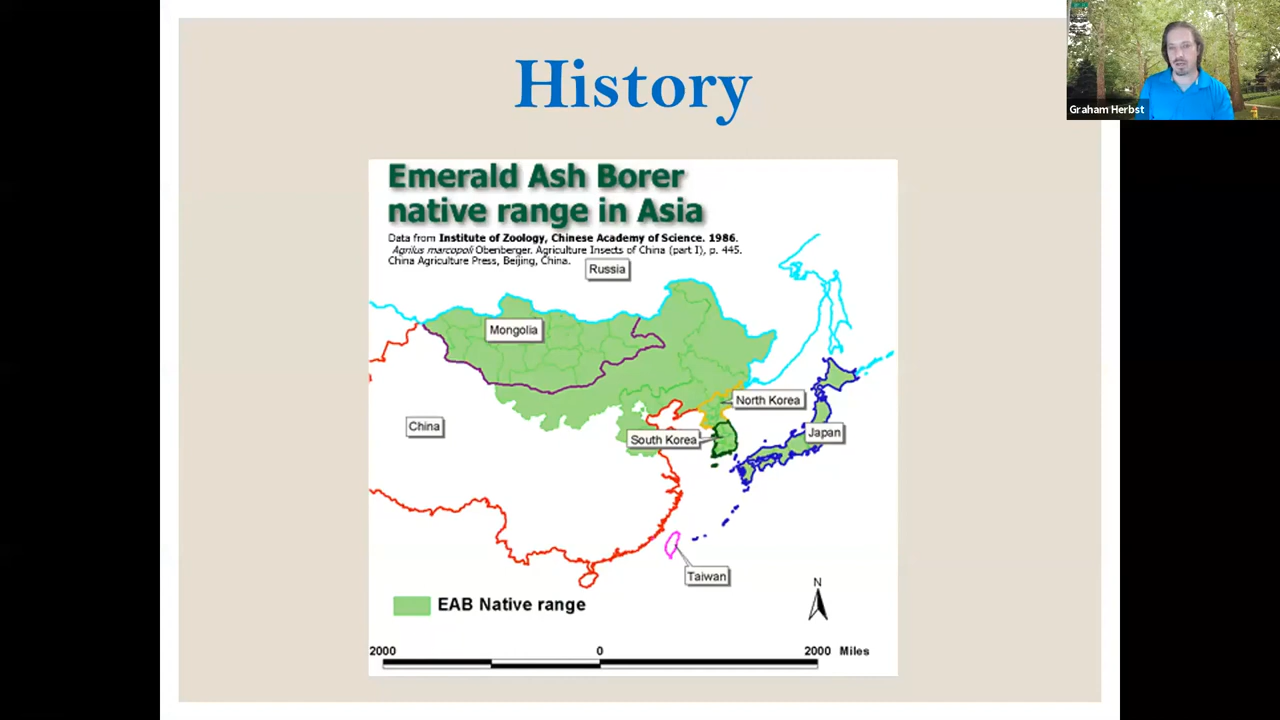 History
Graham Herbst
Emerald Ash Borer
native range in Asia
Data from Institute of Zoology, Chinese Academy of Science. 1986.
Agrilus marcopoli Obenberger. Agriculture Insects of China (part I), p. 445.
China Agriculture Press, Beijing, China.
Russia
Mongolia
North Korea
China
South Korea
Japan
Taiwan
N
EAB Native range
2000 0 2000 Miles